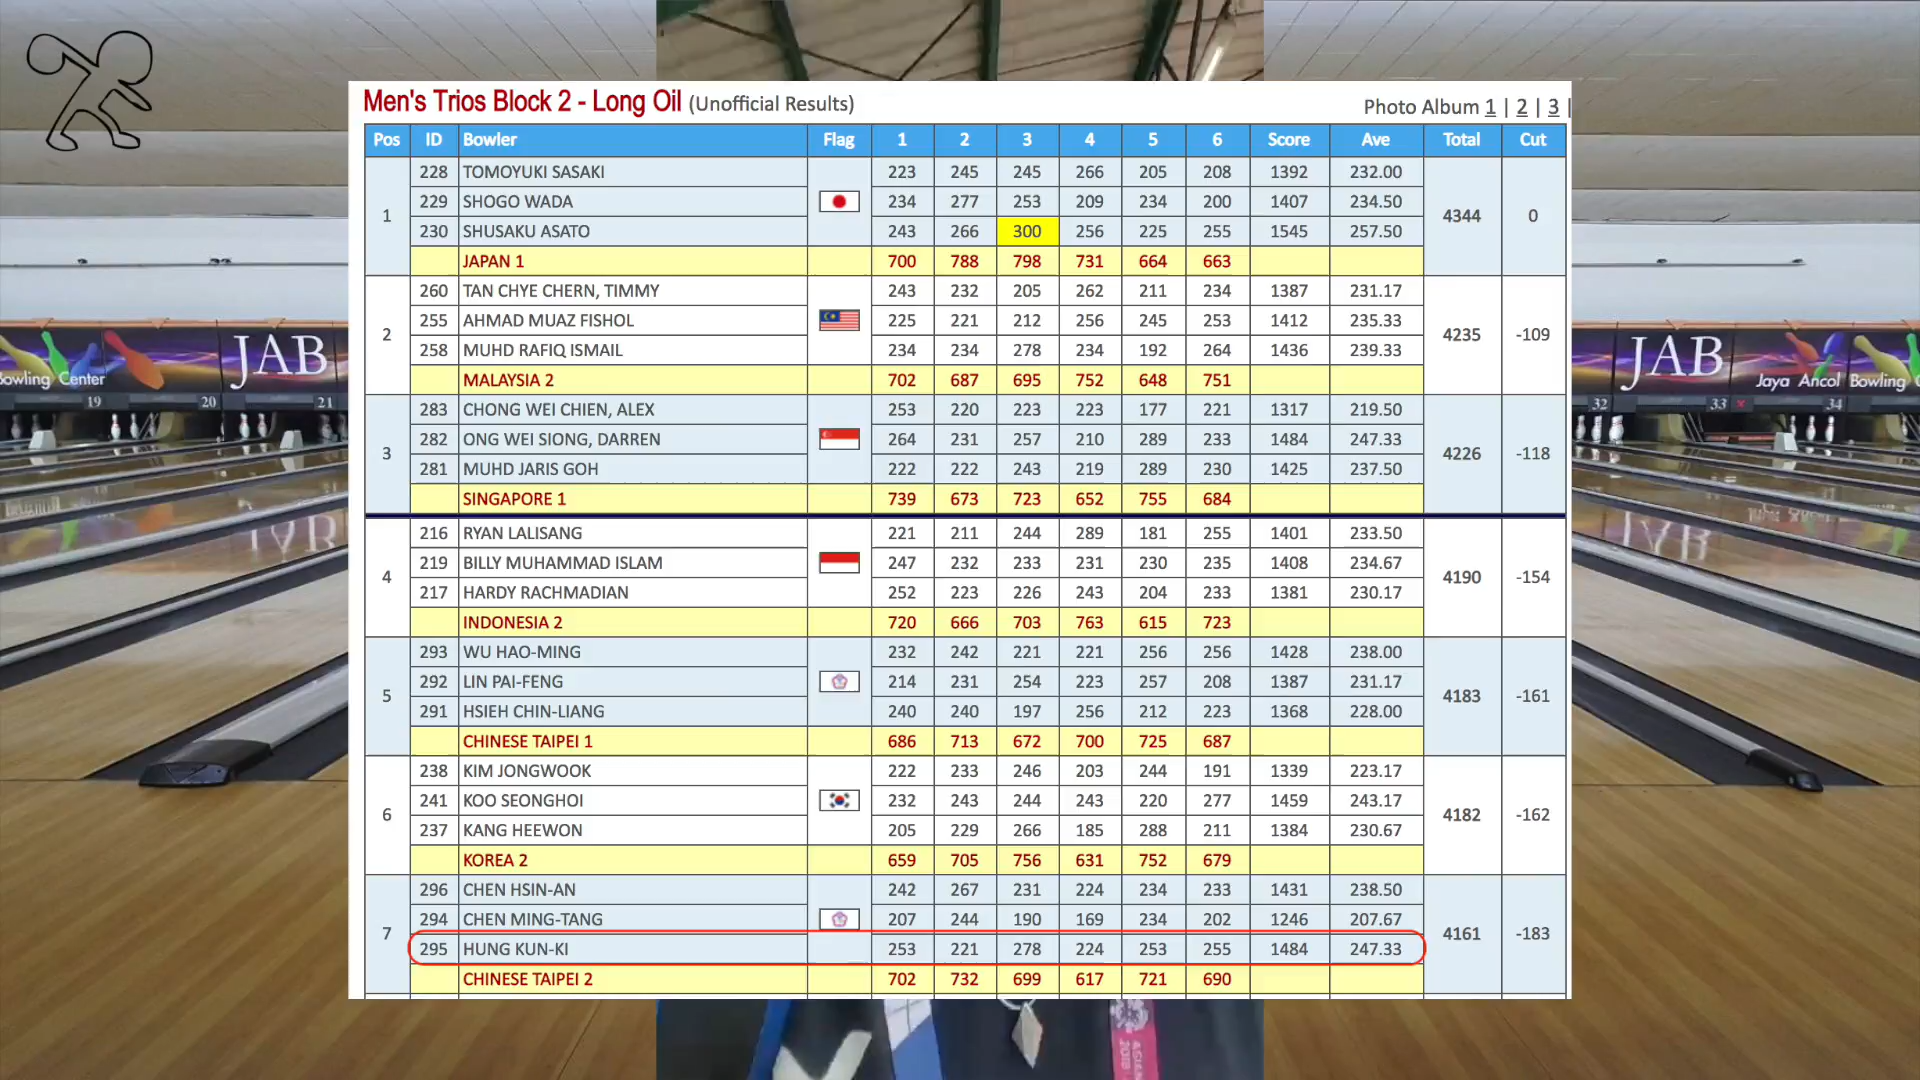 Men's Trios Block 2 - Long Oil (Unofficial Results)
Photo Album 1 | 2 | 3 |
Pos ID Bowler Flag 1 2 3 4 5 6 Score Ave Total Cut
228 TOMOYUKI SASAKI 223 245 245 266 205 208 1392 232.00
229 SHOGO WADA 234 277 253 209 234 200 1407 234.50
1 4344 0
230 SHUSAKU ASATO 243 266 300 256 225 255 1545 257.50
JAPAN 1 700 788 798 731 664 663
260 TAN CHYE CHERN, TIMMY 243 232 205 262 211 234 1387 231.17
255 AHMAD MUAZ FISHOL 225 221 212 256 245 253 1412 235.33
2 4235 -109
258 MUHD RAFIQ ISMAIL 234 234 278 234 192 264 1436 239.33
MALAYSIA 2 702 687 695 752 648 751
283 CHONG WEI CHIEN, ALEX 253 220 223 223 177 221 1317 219.50
282 ONG WEI SIONG, DARREN 264 231 257 210 289 233 1484 247.33
3 4226 -118
281 MUHD JARIS GOH 222 222 243 219 289 230 1425 237.50
SINGAPORE 1 739 673 723 652 755 684
216 RYAN LALISANG 221 211 244 289 181 255 1401 233.50
219 BILLY MUHAMMAD ISLAM 247 232 233 231 230 235 1408 234.67
4 4190 -154
217 HARDY RACHMADIAN 252 223 226 243 204 233 1381 230.17
INDONESIA 2 720 666 703 763 615 723
293 WU HAO-MING 232 242 221 221 256 256 1428 238.00
292 LIN PAI-FENG 214 231 254 223 257 208 1387 231.17
5 4183 -161
291 HSIEH CHIN-LIANG 240 240 197 256 212 223 1368 228.00
CHINESE TAIPEI 1 686 713 672 700 725 687
238 KIM JONGWOOK 222 233 246 203 244 191 1339 223.17
241 KOO SEONGHOI 232 243 244 243 220 277 1459 243.17
6 4182 -162
237 KANG HEEWON 205 229 266 185 288 211 1384 230.67
KOREA 2 659 705 756 631 752 679
296 CHEN HSIN-AN 242 267 231 224 234 233 1431 238.50
294 CHEN MING-TANG 207 244 190 169 234 202 1246 207.67
7 4161 -183
295 HUNG KUN-KI 253 221 278 224 253 255 1484 247.33
CHINESE TAIPEI 2 702 732 699 617 721 690
JAB
Bowling Center
19 20 21
JAB
Jaya Ancol Bowling
32 33 34